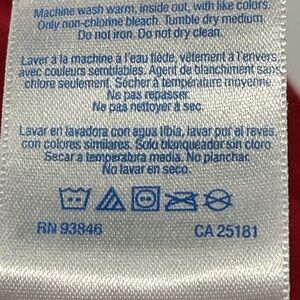 Machine wash warm, inside out, with like colors.
Only non-chlorine bleach. Tumble dry medium.
Do not iron. Do not dry clean.
Laver à la machine à l'eau tiède, vêtement à l'envers,
avec couleurs semblables. Agent de blanchiment sans
chlore seulement. Sécher à température moyenne.
Ne pas repasser.
Ne pas nettoyer à sec.
Lavar en lavadora con agua tibia, lavar por el reves,
con colores similares. Solo blanqueador sin cloro.
Secar a temperatura media. No planchar.
No lavar en seco.
RN 93846 CA 25181